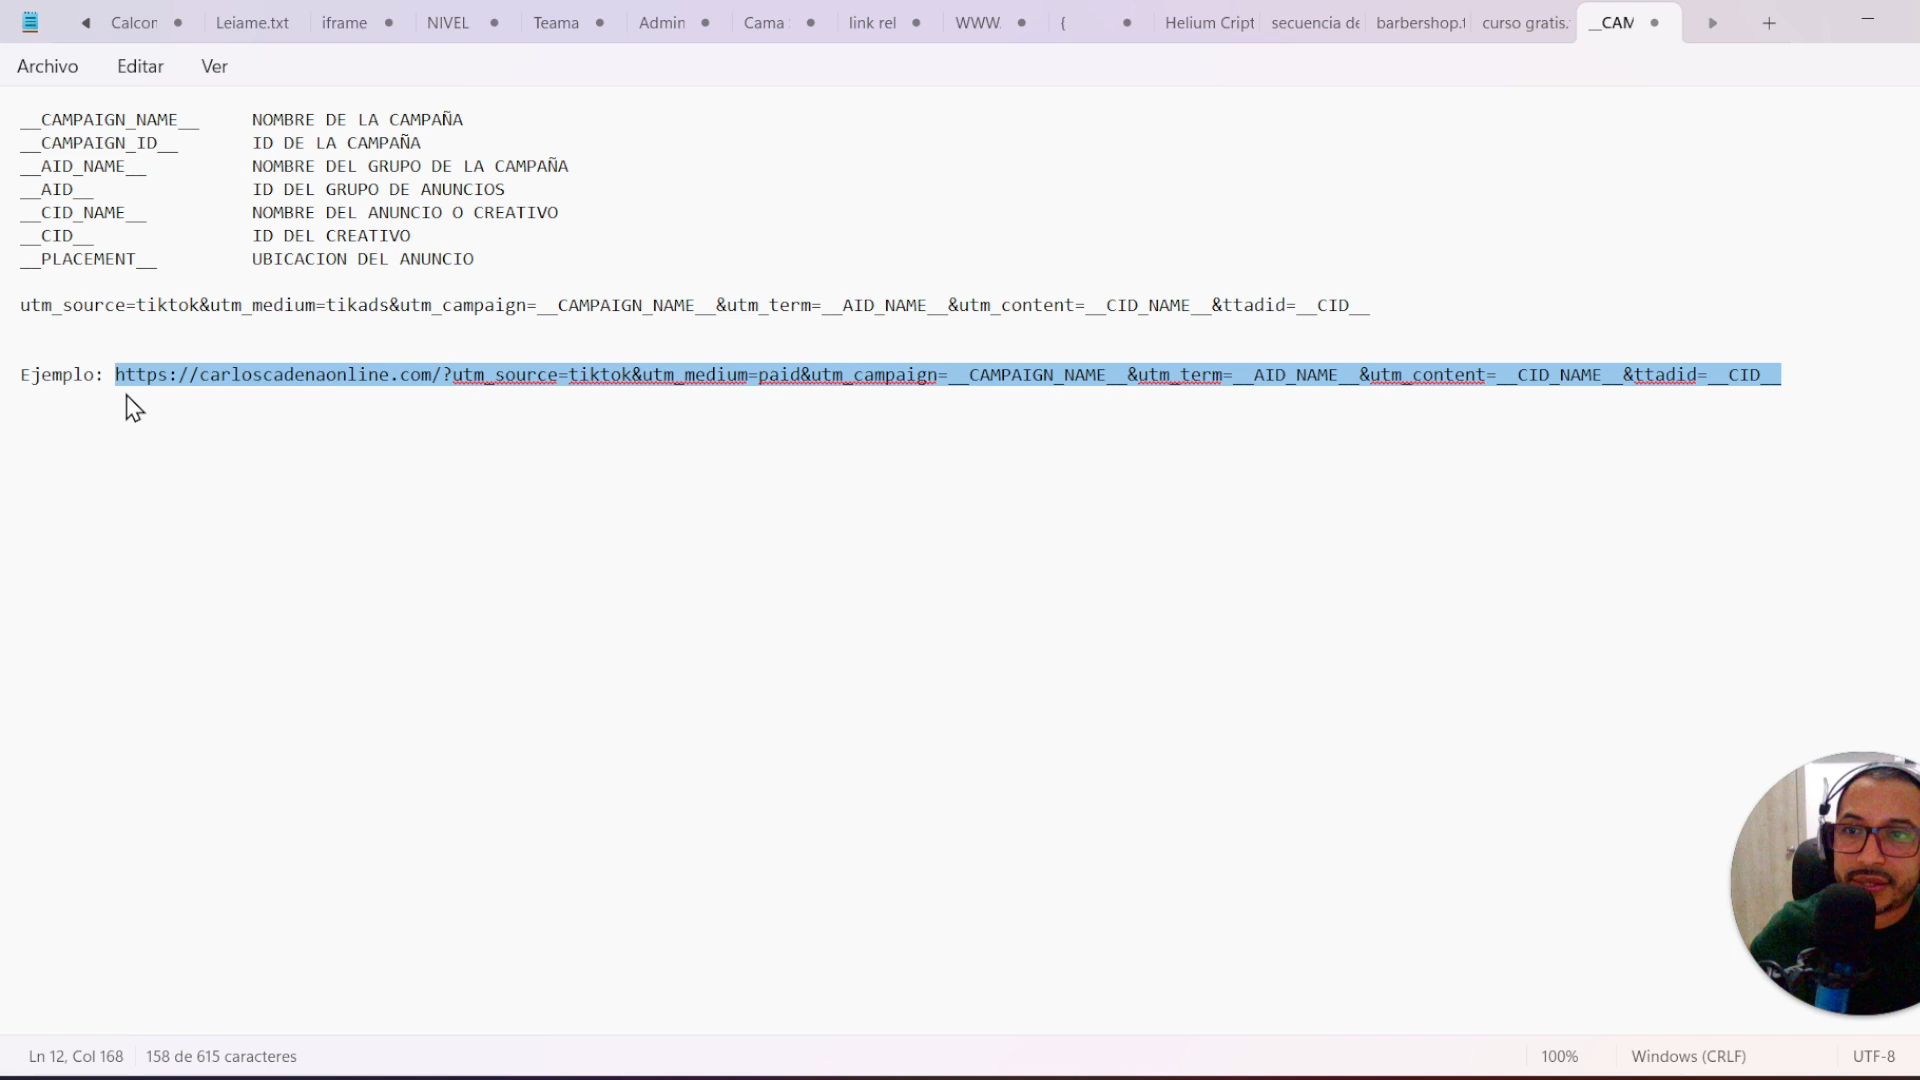 Calcon
Leiame.txt
iframe
NIVEL
Teama
Admin
Cama
link rel
WWW.
{
Helium Cript
secuencia de
barbershop.t
curso gratis.
__CAM
Archivo
Editar
Ver
__CAMPAIGN_NAME__ NOMBRE DE LA CAMPAÑA
__CAMPAIGN_ID__ ID DE LA CAMPAÑA
__AID_NAME__ NOMBRE DEL GRUPO DE LA CAMPAÑA
__AID__ ID DEL GRUPO DE ANUNCIOS
__CID_NAME__ NOMBRE DEL ANUNCIO O CREATIVO
__CID__ ID DEL CREATIVO
__PLACEMENT__ UBICACION DEL ANUNCIO
utm_source=tiktok&utm_medium=tikads&utm_campaign=__CAMPAIGN_NAME__&utm_term=__AID_NAME__&utm_content=__CID_NAME__&ttadid=__CID__
Ejemplo: https://carloscadenaonline.com/?utm_source=tiktok&utm_medium=paid&utm_campaign=__CAMPAIGN_NAME__&utm_term=__AID_NAME__&utm_content=__CID_NAME__&ttadid=__CID__
Ln 12, Col 168
158 de 615 caracteres
100%
Windows (CRLF)
UTF-8